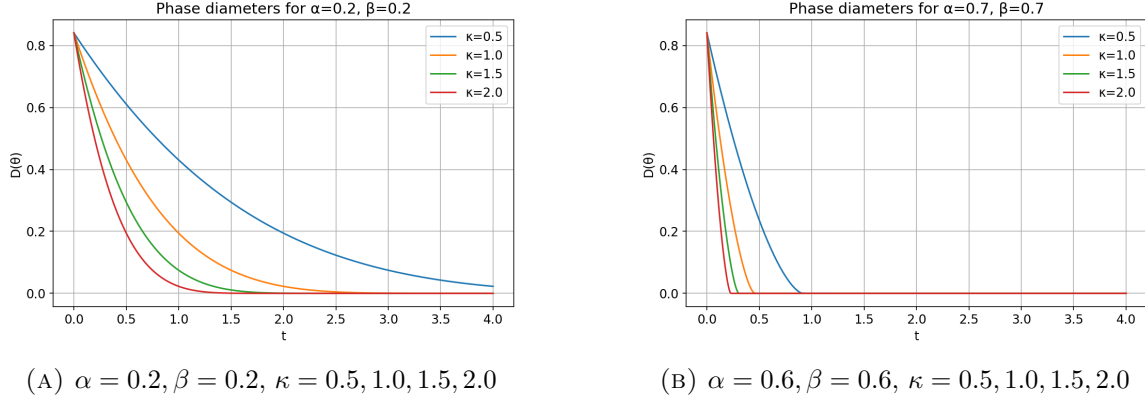 Phase diameters for α=0.2, β=0.2
D(θ)
0.8
0.6
0.4
0.2
0.0
κ=0.5
κ=1.0
κ=1.5
κ=2.0
0.0 0.5 1.0 1.5 2.0 2.5 3.0 3.5 4.0
t
(A) α = 0.2, β = 0.2, κ = 0.5, 1.0, 1.5, 2.0
Phase diameters for α=0.7, β=0.7
D(θ)
0.8
0.6
0.4
0.2
0.0
κ=0.5
κ=1.0
κ=1.5
κ=2.0
0.0 0.5 1.0 1.5 2.0 2.5 3.0 3.5 4.0
t
(B) α = 0.6, β = 0.6, κ = 0.5, 1.0, 1.5, 2.0